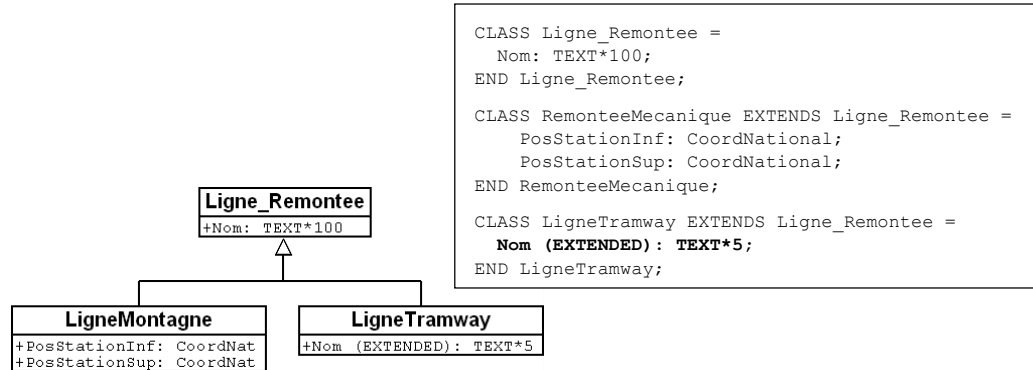 CLASS Ligne_Remontee =
Nom: TEXT*100;
END Ligne_Remontee;
CLASS RemonteeMecanique EXTENDS Ligne_Remontee =
PosStationInf: CoordNational;
PosStationSup: CoordNational;
END RemonteeMecanique;
CLASS LigneTramway EXTENDS Ligne_Remontee =
Nom (EXTENDED): TEXT*5;
END LigneTramway;
Ligne_Remontee
+Nom: TEXT*100
LigneMontagne
+PosStationInf: CoordNat
+PosStationSup: CoordNat
LigneTramway
+Nom (EXTENDED): TEXT*5